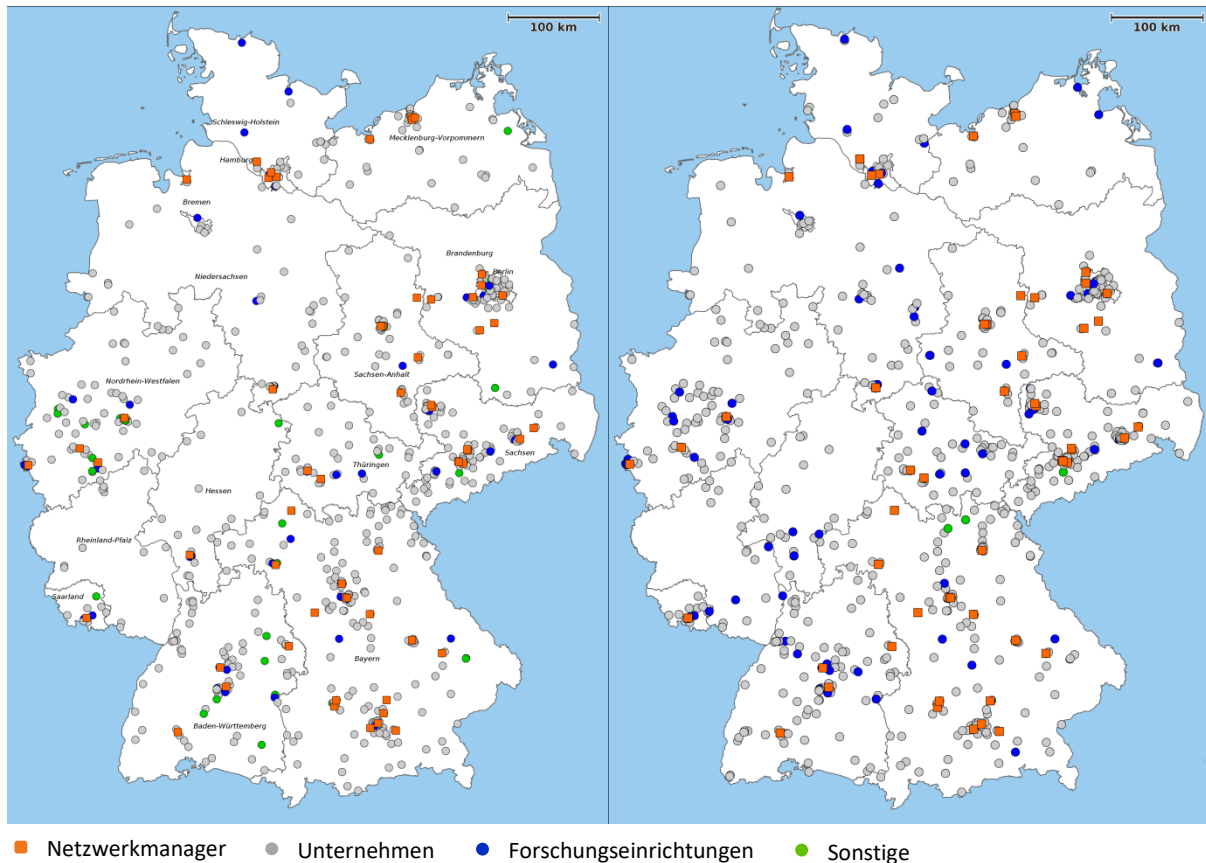 100 km
100 km
Schleswig-Holstein
Mecklenburg-Vorpommern
Hamburg
Bremen
Brandenburg
Berlin
Niedersachsen
Sachsen-Anhalt
Nordrhein-Westfalen
Sachsen
Thüringen
Hessen
Rheinland-Pfalz
Saarland
Bayern
Baden-Württemberg
Netzwerkmanager Unternehmen Forschungseinrichtungen Sonstige